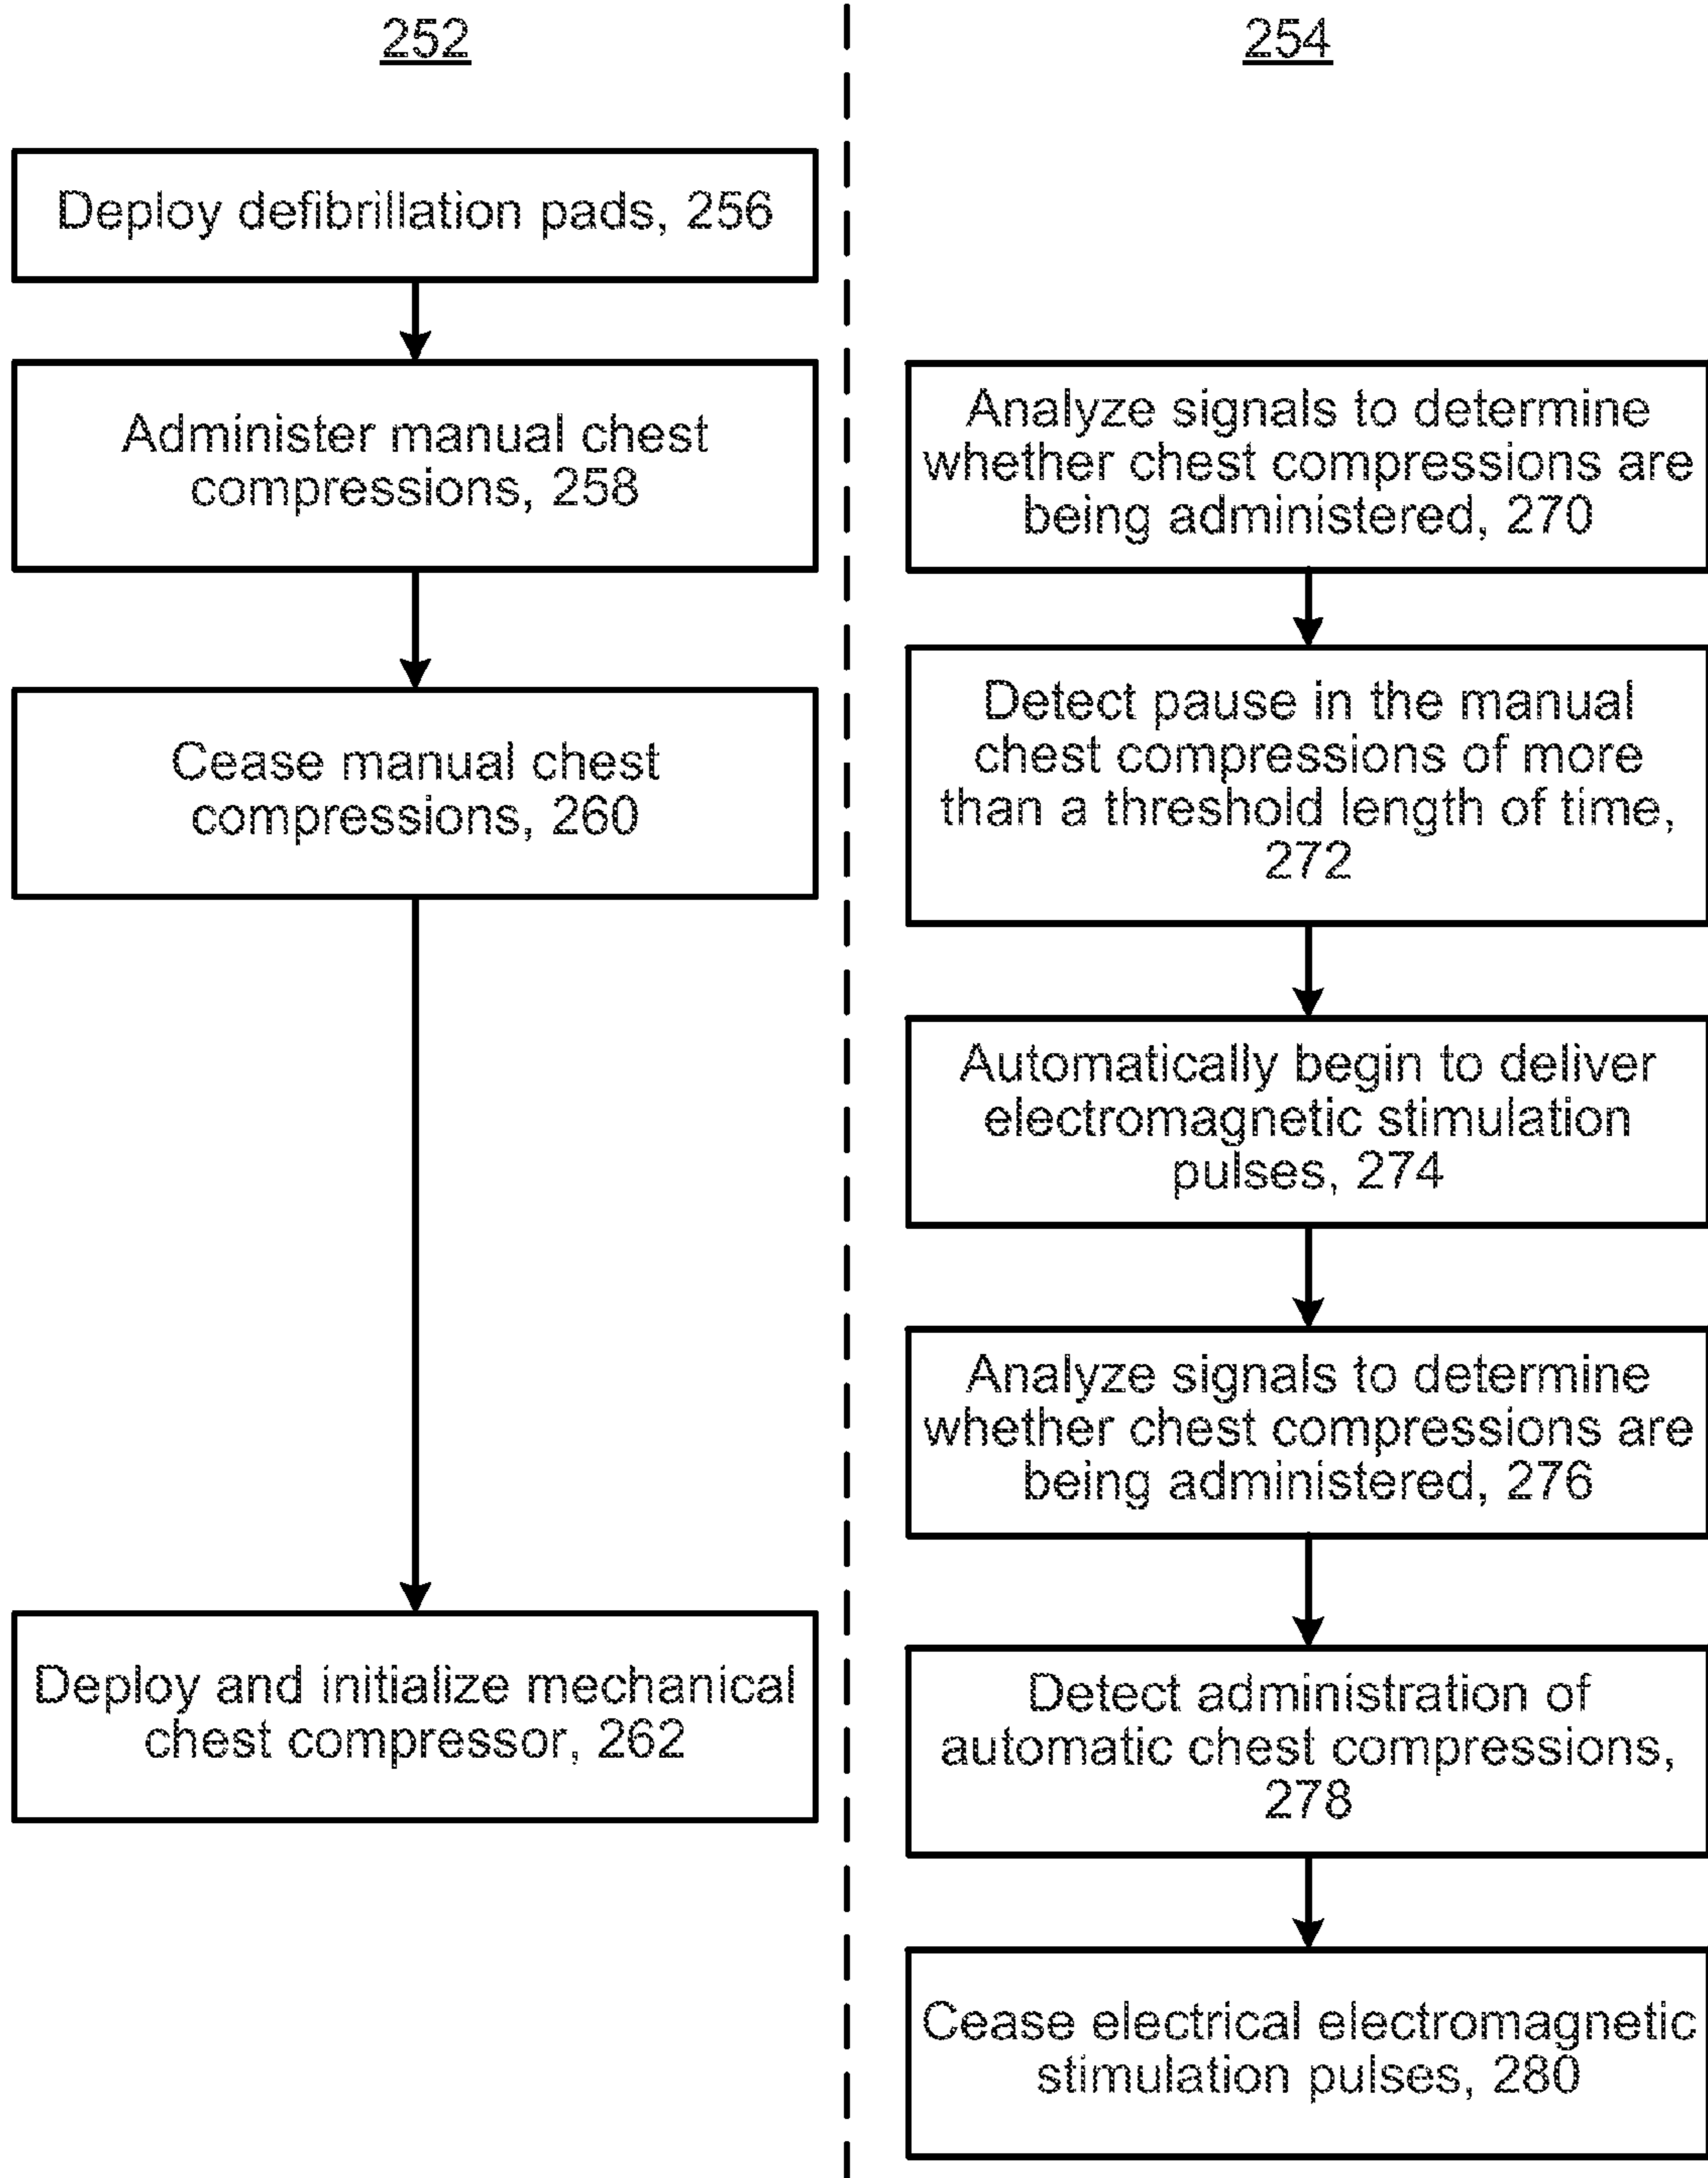 252
Deploy defibrillation pads, 256
Administer manual chest
compressions, 258
Cease manual chest
compressions, 260
Deploy and initialize mechanical
chest compressor, 262
254
Analyze signals to determine
whether chest compressions are
being administered, 270
Detect pause in the manual
chest compressions of more
than a threshold length of time,
272
Automatically begin to deliver
electromagnetic stimulation
pulses, 274
Analyze signals to determine
whether chest compressions are
being administered, 276
Detect administration of
automatic chest compressions,
278
Cease electrical electromagnetic
stimulation pulses, 280